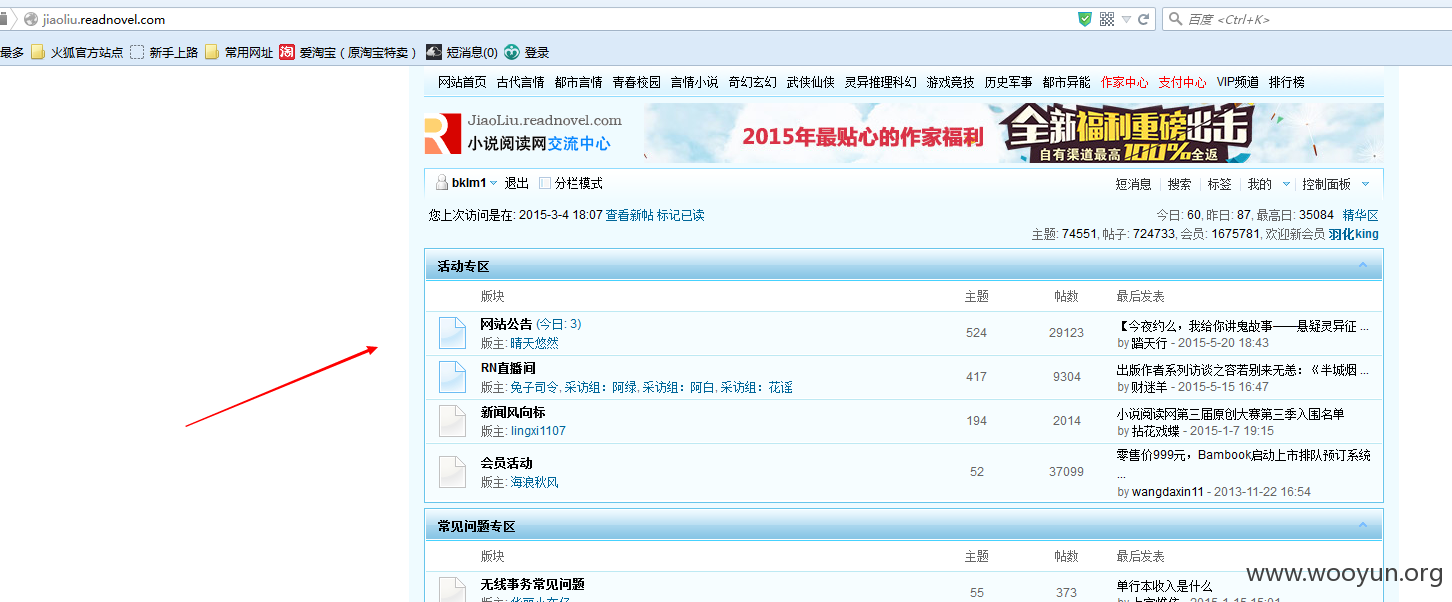 jiaoliu.readnovel.com
百度 <Ctrl+K>
最多 火狐官方站点 新手上路 常用网址 淘 爱淘宝（原淘宝特卖） 短消息(0) 登录
网站首页 古代言情 都市言情 青春校园 言情小说 奇幻玄幻 武侠仙侠 灵异推理科幻 游戏竞技 历史军事 都市异能 作家中心 支付中心 VIP频道 排行榜
JiaoLiu.readnovel.com
小说阅读网交流中心
2015年最贴心的作家福利
全新福利重磅出击
自有渠道最高100%全返
bklm1 退出 分栏模式 短消息 搜索 标签 我的 控制面板
您上次访问是在: 2015-3-4 18:07 查看新帖 标记已读 今日: 60, 昨日: 87, 最高日: 35084 精华区
主题: 74551, 帖子: 724733, 会员: 1675781, 欢迎新会员 羽化king
活动专区
版块 主题 帖数 最后发表
网站公告 (今日: 3) 524 29123 【今夜约么，我给你讲鬼故事——悬疑灵异征 ...
版主: 晴天悠然 by 踏天行 - 2015-5-20 18:43
RN直播间 417 9304 出版作者系列访谈之容若别来无恙：《半城烟 ...
版主: 兔子司令, 采访组：阿绿, 采访组：阿白, 采访组：花谣 by 财迷羊 - 2015-5-15 16:47
新闻风向标 194 2014 小说阅读网第三届原创大赛第三季入围名单
版主: lingxi1107 by 拈花戏蝶 - 2015-1-7 19:15
会员活动 52 37099 零售价999元，Bambook启动上市排队预订系统
...
版主: 海浪秋风 by wangdaxin11 - 2013-11-22 16:54
常见问题专区
版块 主题 帖数 最后发表
无线事务常见问题 55 373 单行本收入是什么
www.wooyun.org